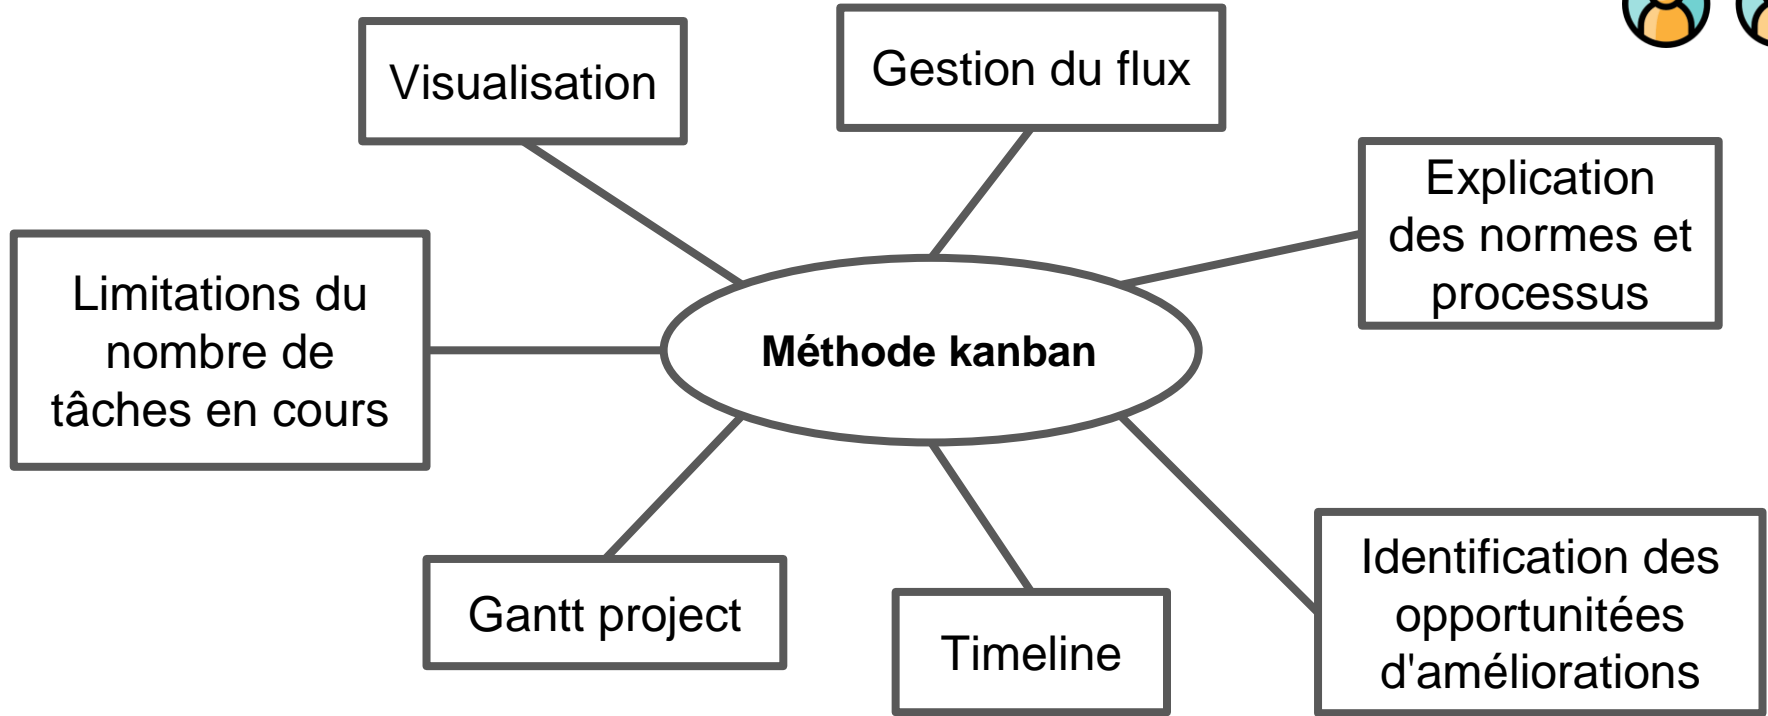 Visualisation
Gestion du flux
Explication
des normes et
processus
Limitations du
nombre de
tâches en cours
Méthode kanban
Gantt project
Timeline
Identification des
opportunitées
d'améliorations